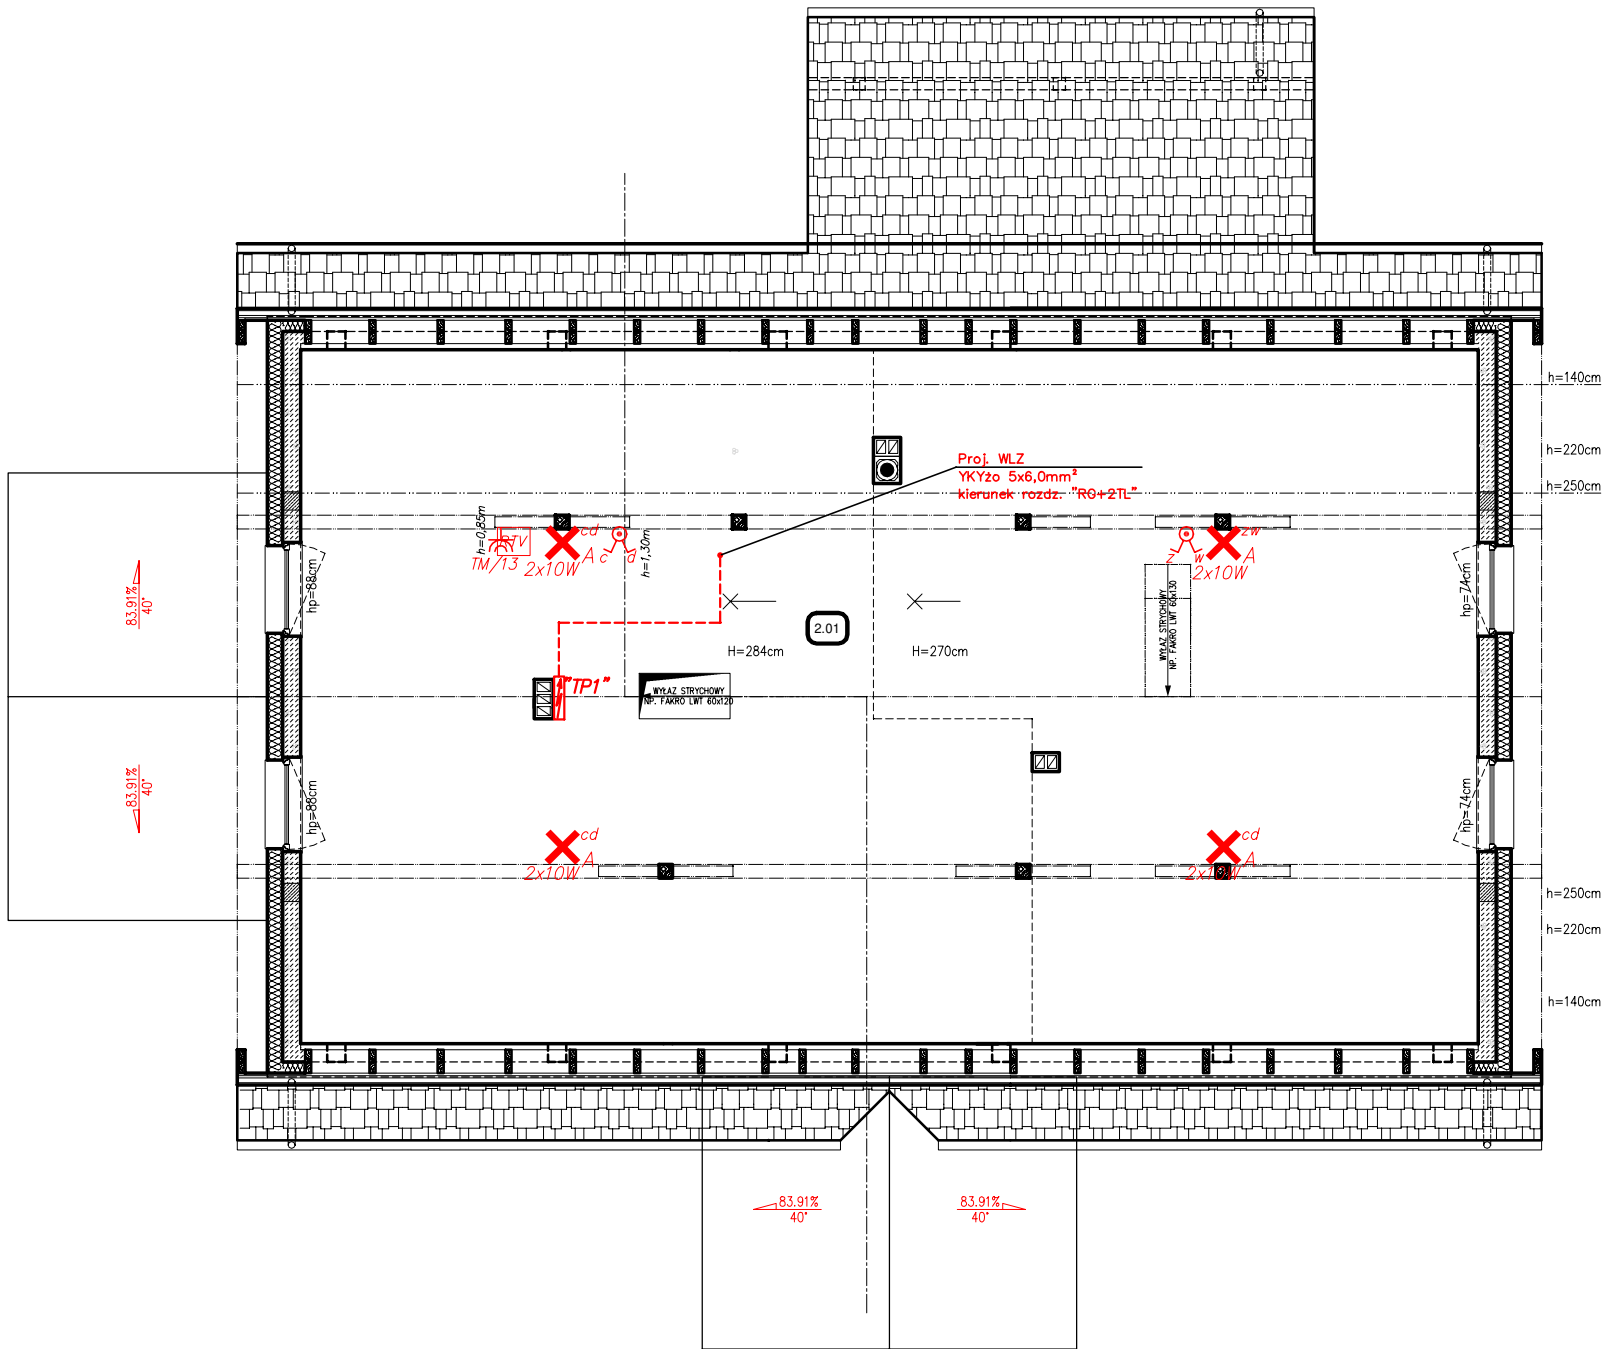 h=140cm
h=220cm
h=250cm
Proj. WLZ
YKYżo 5x6,0mm²
kierunek rozdz. "RG+2TL"
h=0,85m
RTV
TM/13
cd
2x10W
A
c
d
h=1,30m
zw
z
w
A
2x10W
hp=88cm
hp=74cm
83.91%
40°
2.01
H=284cm
H=270cm
WYŁAZ STRYCHOWY
NP. FAKRO LWT 60x130
"TP1"
WYŁAZ STRYCHOWY
NP. FAKRO LWT 60x120
83.91%
40°
hp=88cm
hp=74cm
cd
A
2x10W
cd
A
2x10W
h=250cm
h=220cm
h=140cm
83.91%
40°
83.91%
40°